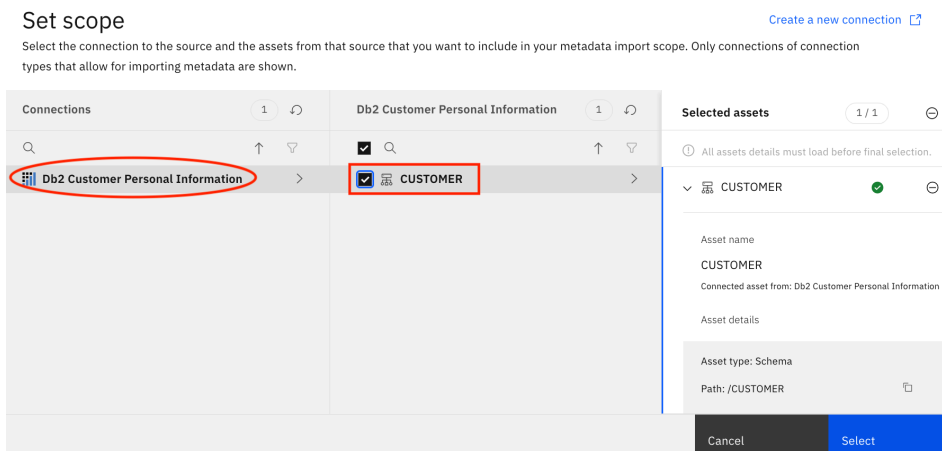 Set scope
Create a new connection
Select the connection to the source and the assets from that source that you want to include in your metadata import scope. Only connections of connection
types that allow for importing metadata are shown.
Connections
1
Db2 Customer Personal Information
1
Selected assets
1 / 1
All assets details must load before final selection.
Db2 Customer Personal Information
CUSTOMER
CUSTOMER
Asset name
CUSTOMER
Connected asset from: Db2 Customer Personal Information
Asset details
Asset type: Schema
Path: /CUSTOMER
Cancel
Select